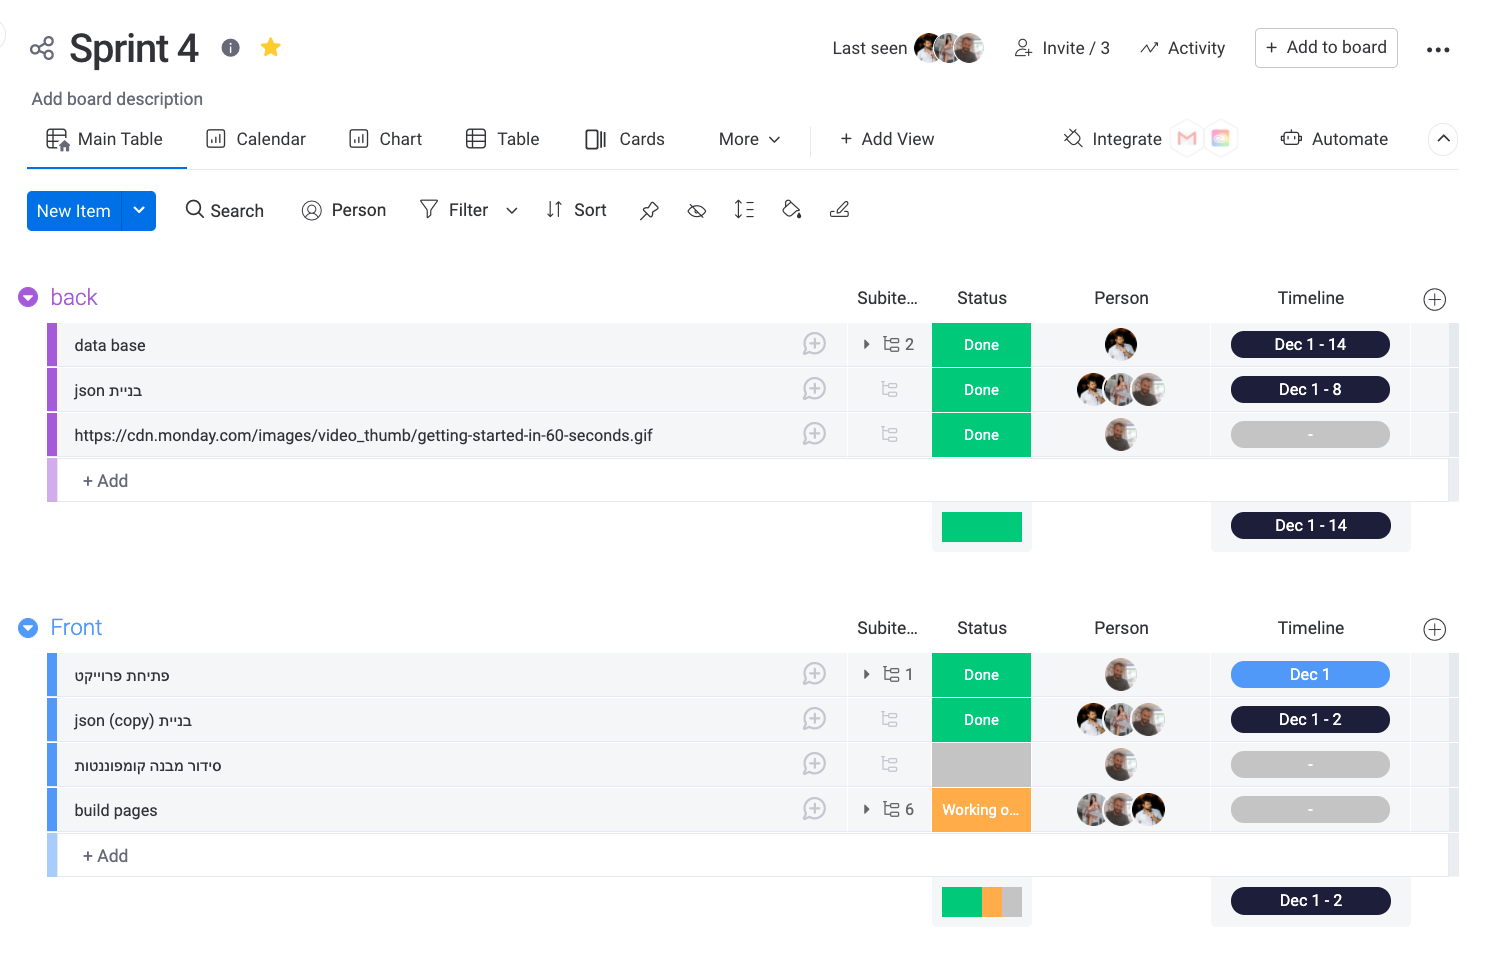 Sprint 4
Last seen Invite / 3 Activity + Add to board
Add board description
Main Table Calendar Chart Table Cards More + Add View Integrate Automate
New Item Search Person Filter Sort
back Subite... Status Person Timeline
data base 2 Done Dec 1 - 14
בניית json Done Dec 1 - 8
https://cdn.monday.com/images/video_thumb/getting-started-in-60-seconds.gif Done -
+ Add
Dec 1 - 14
Front Subite... Status Person Timeline
פתיחת פרוייקט 1 Done Dec 1
בניית json (copy) Done Dec 1 - 2
סידור מבנה קומפוננטות -
build pages 6 Working o... -
+ Add
Dec 1 - 2